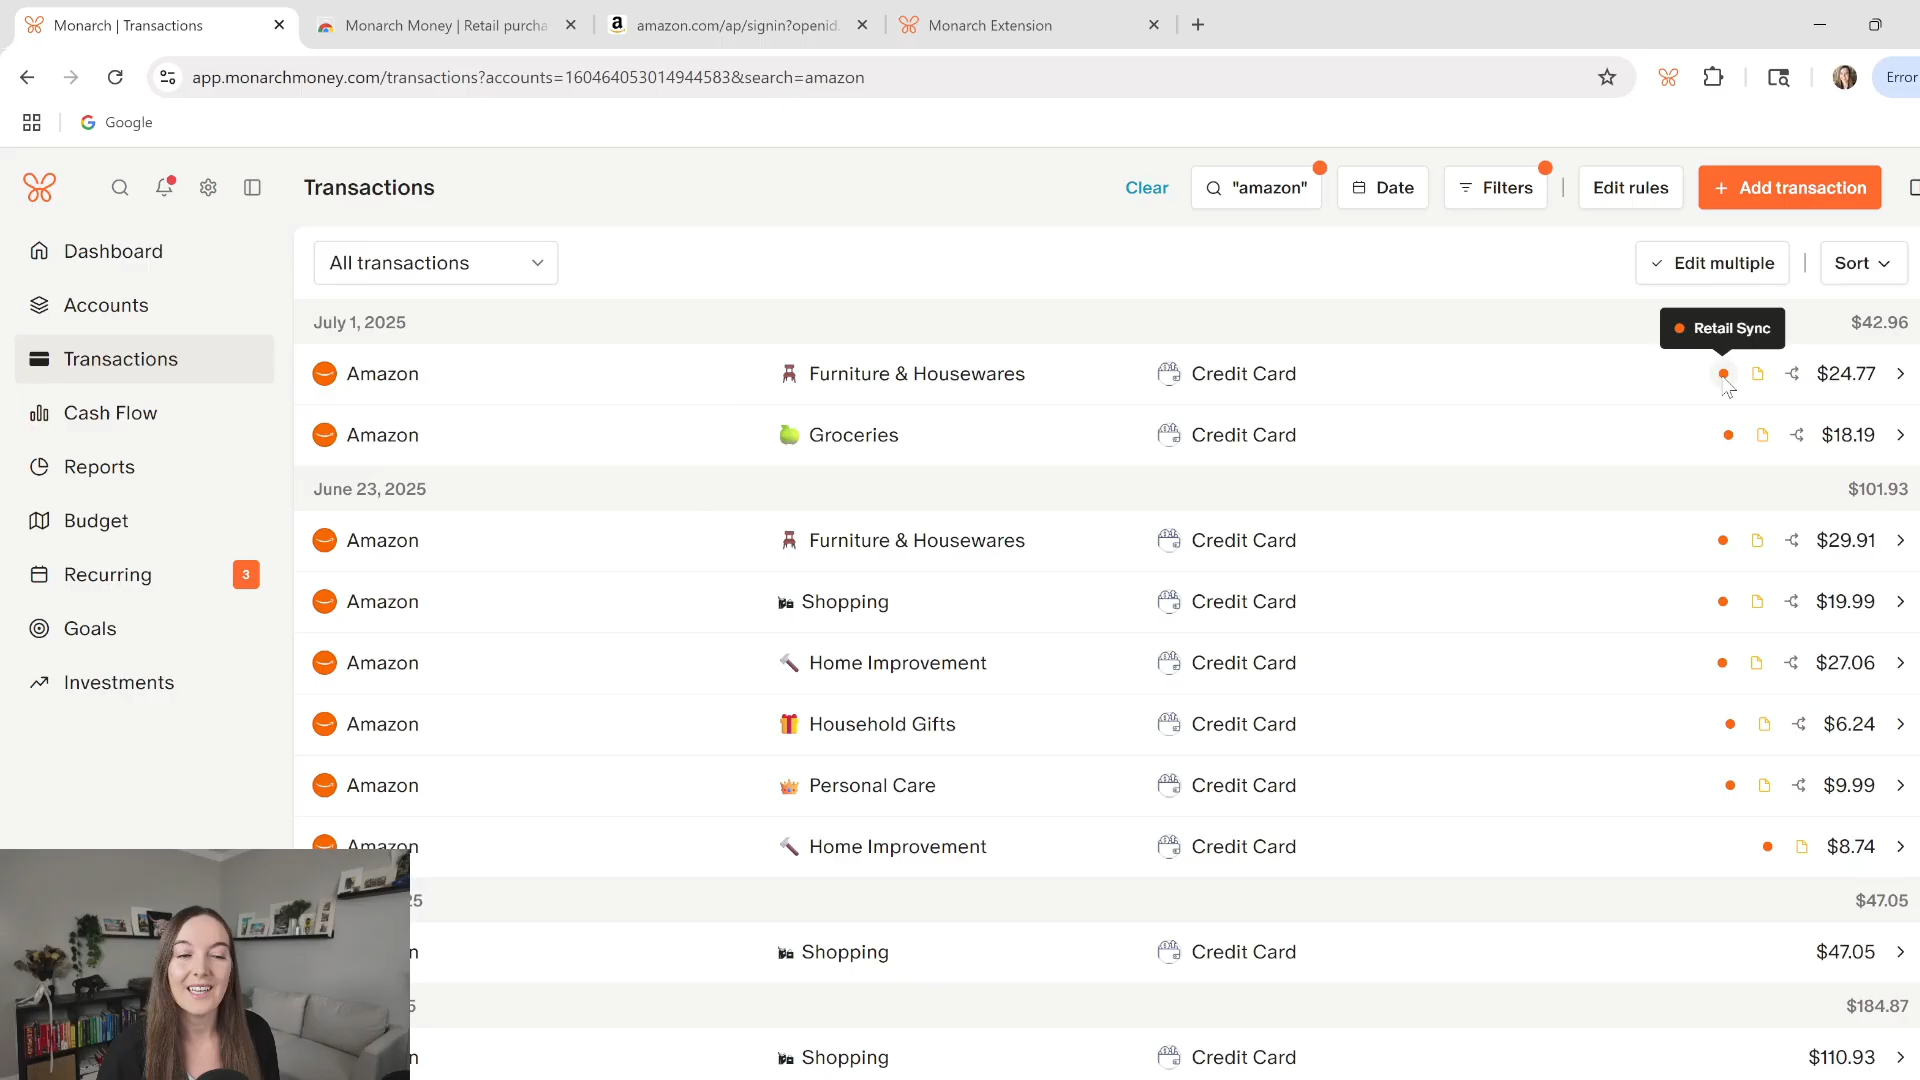 Monarch | Transactions
Monarch Money | Retail purcha
amazon.com/ap/signin?openid.
Monarch Extension
app.monarchmoney.com/transactions?accounts=160464053014944583&search=amazon
Error
Google
Transactions
Clear
"amazon"
Date
Filters
Edit rules
+ Add transaction
Dashboard
Accounts
Transactions
Cash Flow
Reports
Budget
Recurring
3
Goals
Investments
All transactions
Edit multiple
Sort
July 1, 2025
Retail Sync
$42.96
Amazon Furniture & Housewares Credit Card $24.77
Amazon Groceries Credit Card $18.19
June 23, 2025 $101.93
Amazon Furniture & Housewares Credit Card $29.91
Amazon Shopping Credit Card $19.99
Amazon Home Improvement Credit Card $27.06
Amazon Household Gifts Credit Card $6.24
Amazon Personal Care Credit Card $9.99
Amazon Home Improvement Credit Card $8.74
25 $47.05
n Shopping Credit Card $47.05
5 $184.87
n Shopping Credit Card $110.93